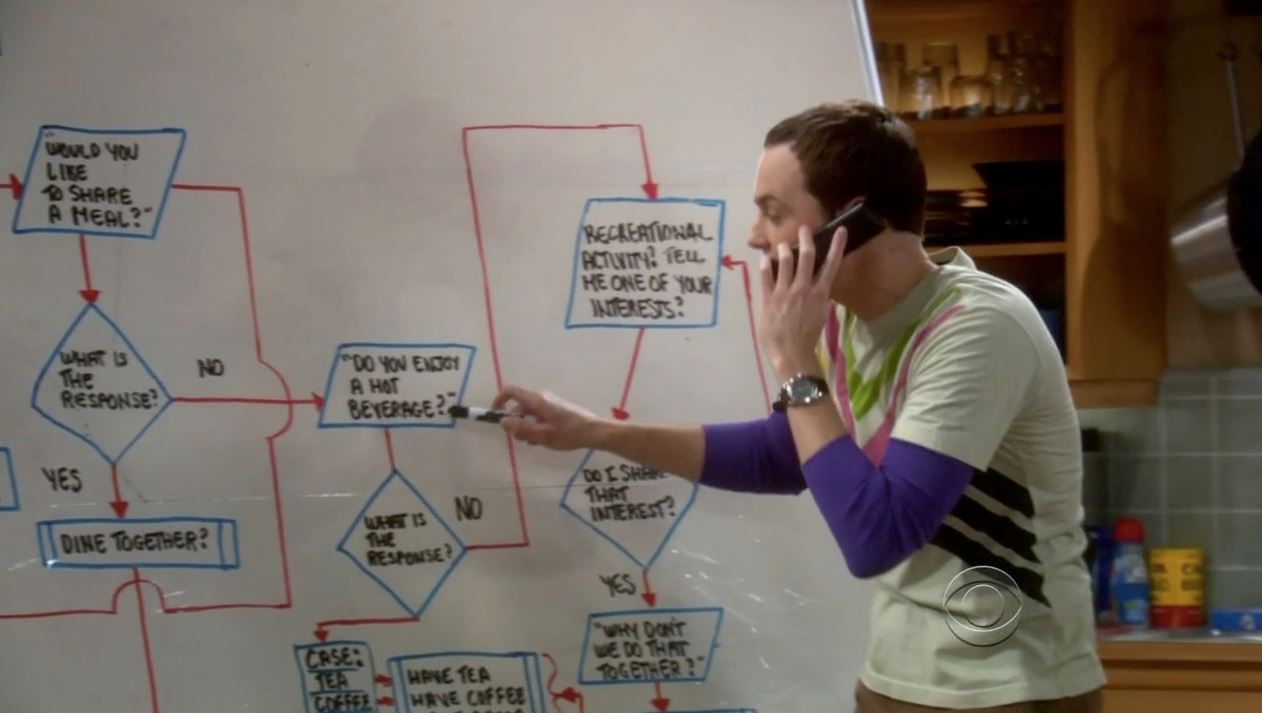 "WOULD YOU
LIKE
TO SHARE
A MEAL?"
WHAT IS
THE
RESPONSE?
NO
YES
DINE TOGETHER?
"DO YOU ENJOY
A HOT
BEVERAGE?"
WHAT IS
THE
RESPONSE?
NO
CASE:
TEA
COFFEE
HAVE TEA
HAVE COFFEE
RECREATIONAL
ACTIVITY? TELL
ME ONE OF YOUR
INTERESTS?
DO I SHARE
THAT
INTEREST?
YES
"WHY DON'T
WE DO THAT
TOGETHER?"